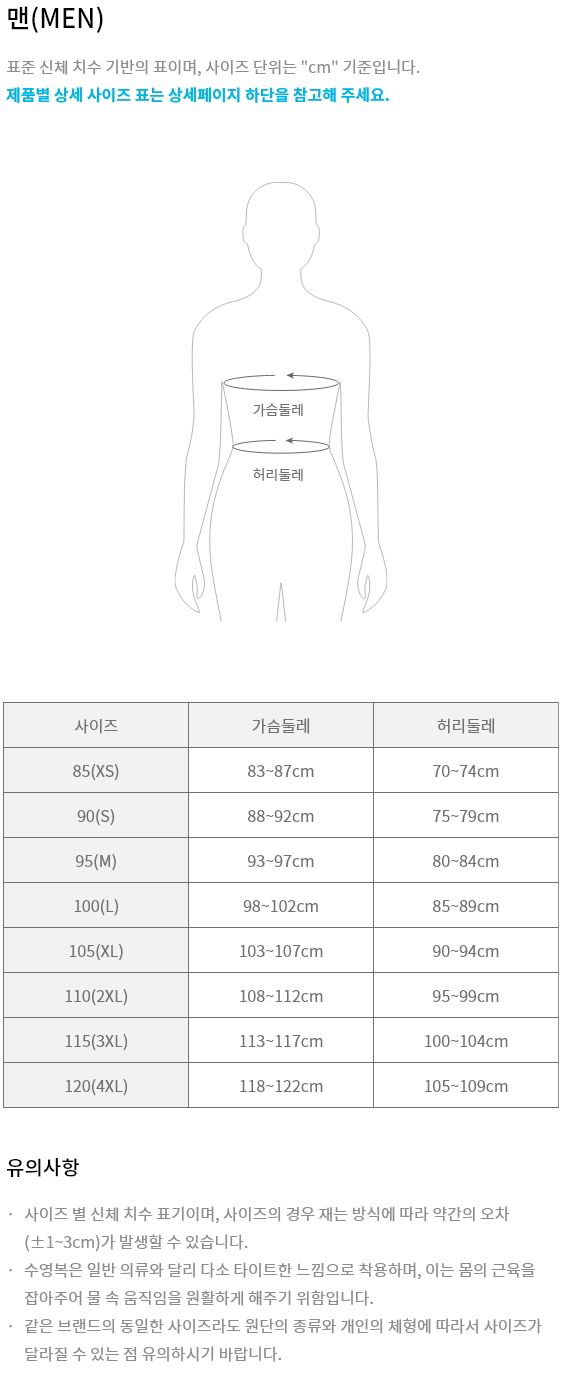 맨(MEN)
표준 신체 치수 기반의 표이며, 사이즈 단위는 "cm" 기준입니다.
제품별 상세 사이즈 표는 상세페이지 하단을 참고해 주세요.
가슴둘레
허리둘레
사이즈 가슴둘레 허리둘레
85(XS) 83~87cm 70~74cm
90(S) 88~92cm 75~79cm
95(M) 93~97cm 80~84cm
100(L) 98~102cm 85~89cm
105(XL) 103~107cm 90~94cm
110(2XL) 108~112cm 95~99cm
115(3XL) 113~117cm 100~104cm
120(4XL) 118~122cm 105~109cm
유의사항
· 사이즈 별 신체 치수 표기이며, 사이즈의 경우 재는 방식에 따라 약간의 오차
(±1~3cm)가 발생할 수 있습니다.
· 수영복은 일반 의류와 달리 다소 타이트한 느낌으로 착용하며, 이는 몸의 근육을
잡아주어 물 속 움직임을 원활하게 해주기 위함입니다.
· 같은 브랜드의 동일한 사이즈라도 원단의 종류와 개인의 체형에 따라서 사이즈가
달라질 수 있는 점 유의하시기 바랍니다.